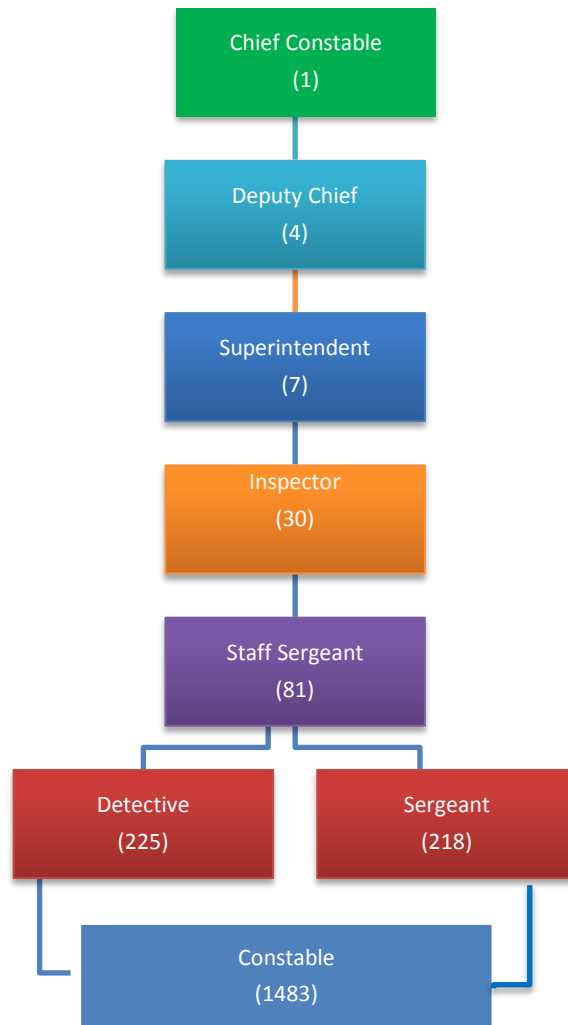 Chief Constable
(1)
Deputy Chief
(4)
Superintendent
(7)
Inspector
(30)
Staff Sergeant
(81)
Detective
(225)
Sergeant
(218)
Constable
(1483)